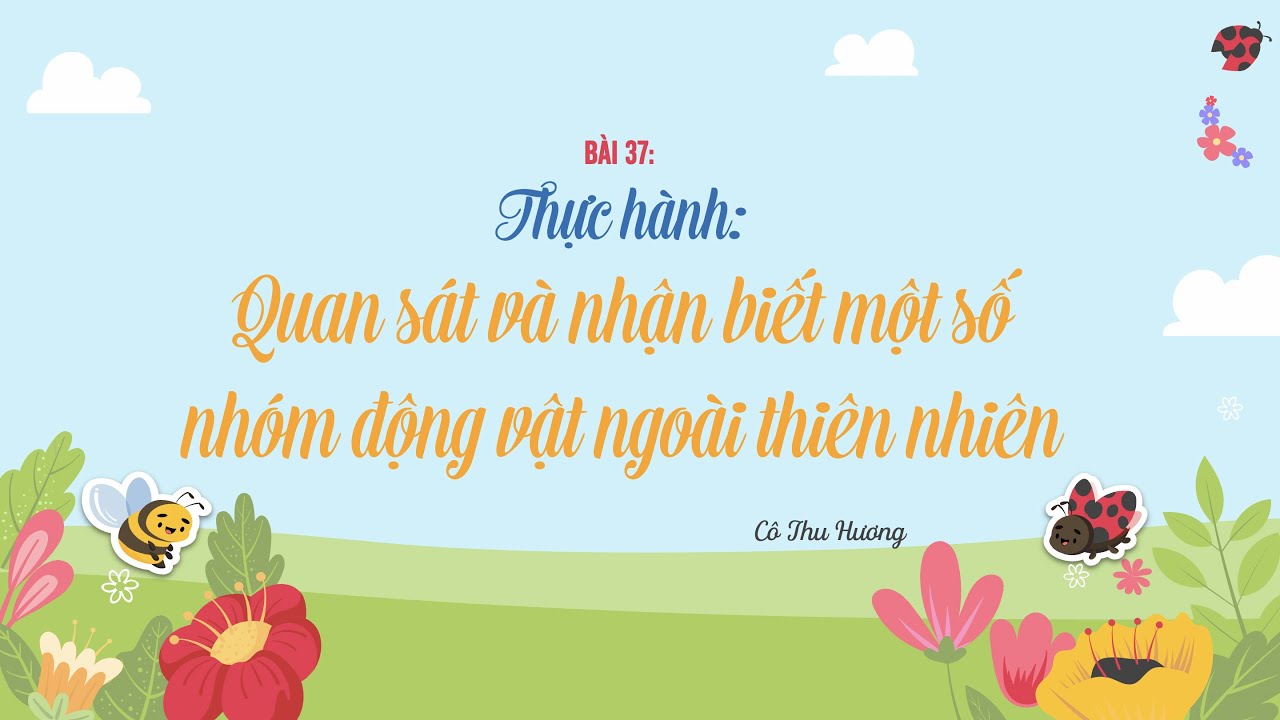 BÀI 37:
Thực hành:
Quan sát và nhận biết một số
nhóm động vật ngoài thiên nhiên
Cô Thu Hương